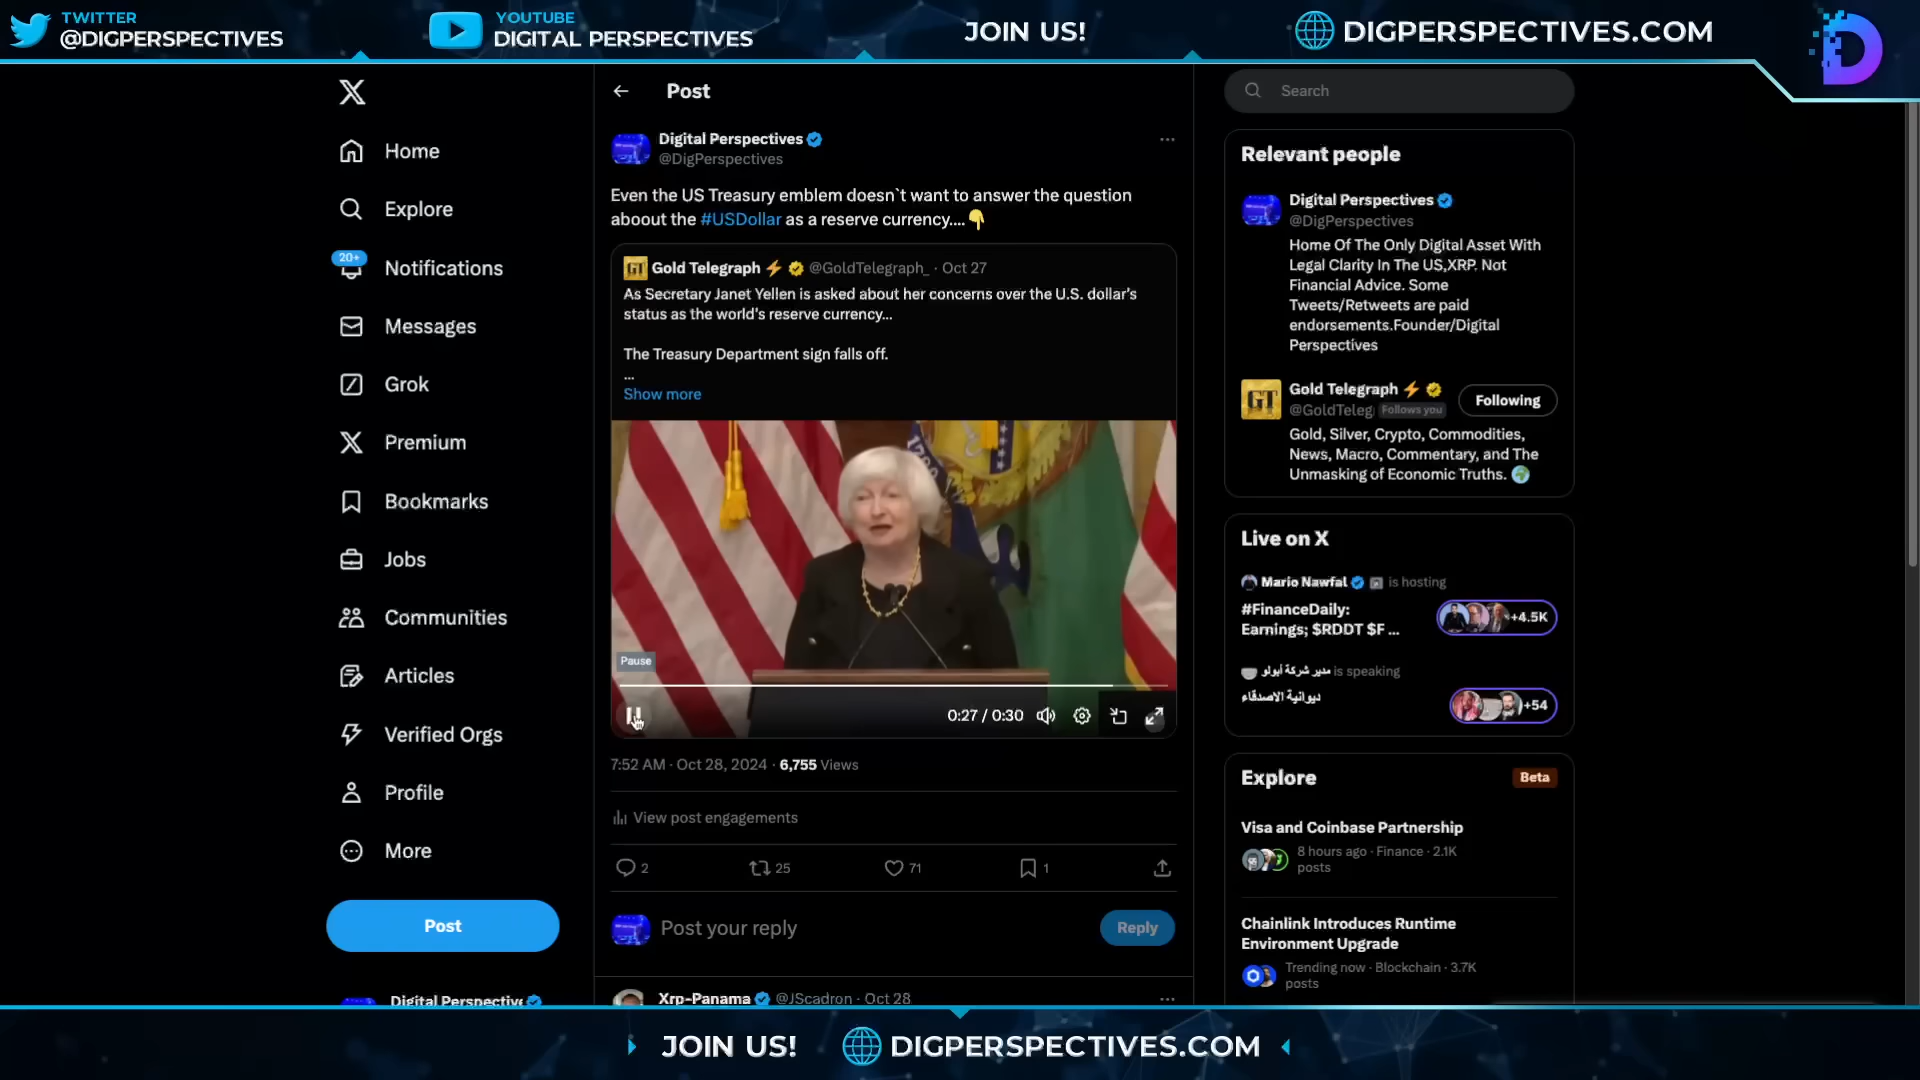 TWITTER
@DIGPERSPECTIVES
YOUTUBE
DIGITAL PERSPECTIVES
JOIN US!
DIGPERSPECTIVES.COM
Home
Explore
20+
Notifications
Messages
Grok
Premium
Bookmarks
Jobs
Communities
Articles
Verified Orgs
Profile
More
Post
Digital Perspective
Post
Digital Perspectives
@DigPerspectives
Even the US Treasury emblem doesn`t want to answer the question
aboout the #USDollar as a reserve currency....
GT Gold Telegraph @GoldTelegraph_ · Oct 27
As Secretary Janet Yellen is asked about her concerns over the U.S. dollar's
status as the world's reserve currency...
The Treasury Department sign falls off.
...
Show more
Pause
0:27 / 0:30
7:52 AM · Oct 28, 2024 · 6,755 Views
View post engagements
2
25
71
1
Post your reply
Reply
Xrp-Panama @JScadron · Oct 28
Search
Relevant people
Digital Perspectives
@DigPerspectives
Home Of The Only Digital Asset With
Legal Clarity In The US,XRP. Not
Financial Advice. Some
Tweets/Retweets are paid
endorsements.Founder/Digital
Perspectives
GT
Gold Telegraph
@GoldTeleg Follows you
Following
Gold, Silver, Crypto, Commodities,
News, Macro, Commentary, and The
Unmasking of Economic Truths.
Live on X
Mario Nawfal is hosting
#FinanceDaily:
Earnings; $RDDT $F ...
+4.5K
مدير شركة أبولو is speaking
ديوانية الاصدقاء
+54
Explore
Beta
Visa and Coinbase Partnership
8 hours ago · Finance · 2.1K
posts
Chainlink Introduces Runtime
Environment Upgrade
Trending now · Blockchain · 3.7K
posts
JOIN US!
DIGPERSPECTIVES.COM